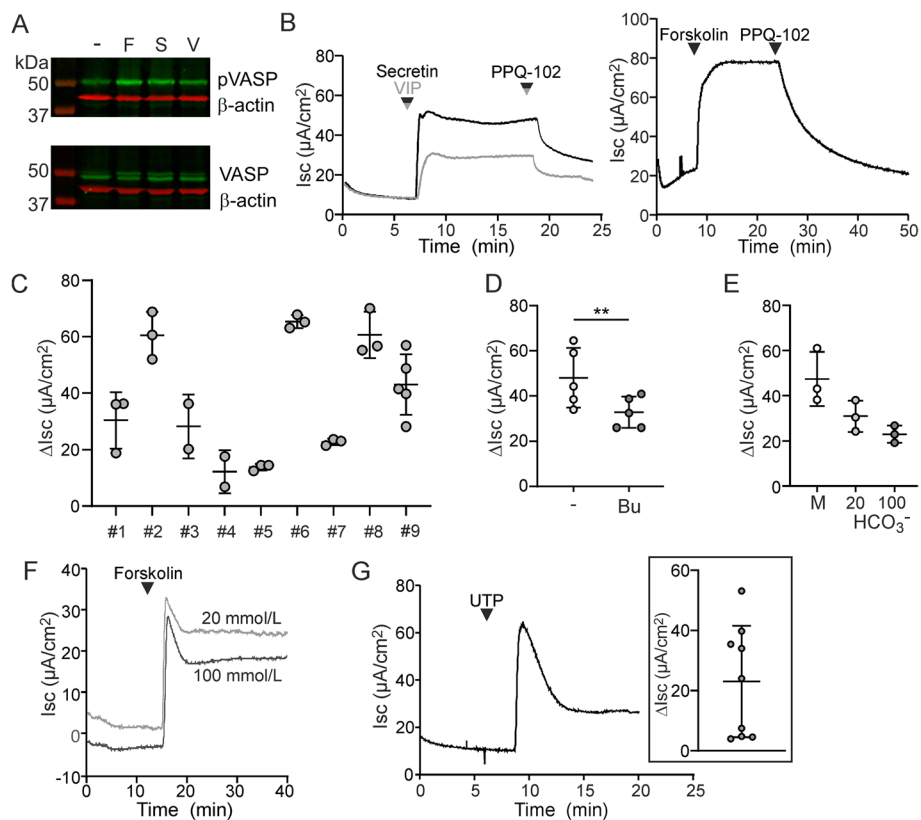 A
- F S V
kDa
50
37
pVASP
β-actin
50
37
VASP
β-actin
B
Isc (µA/cm2)
80
60
40
20
0
Secretin
VIP
PPQ-102
0 5 10 15 20 25
Time (min)
Isc (µA/cm2)
100
80
60
40
20
0
Forskolin PPQ-102
0 10 20 30 40 50
Time (min)
C
ΔIsc (µA/cm2)
80
60
40
20
0
#1 #2 #3 #4 #5 #6 #7 #8 #9
D
ΔIsc (µA/cm2)
80
60
40
20
0
**
- Bu
E
ΔIsc (µA/cm2)
80
60
40
20
0
M 20 100
HCO3-
F
Isc (µA/cm2)
40
30
20
10
0
-10
Forskolin
20 mmol/L
100 mmol/L
0 10 20 30 40
Time (min)
G
Isc (µA/cm2)
80
60
40
20
0
UTP
0 5 10 15 20 25
Time (min)
ΔIsc (µA/cm2)
60
40
20
0